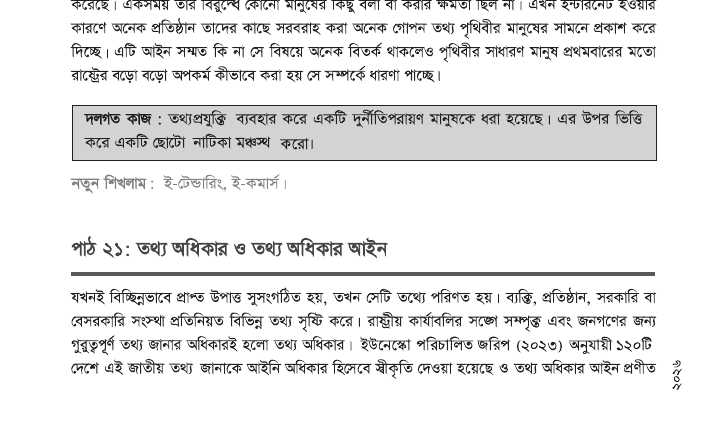 করেছে। একসময় তার বিরুদ্ধে কোনো মানুষের কিছু বলা বা করার ক্ষমতা ছিল না। এখন ইন্টারনেট হওয়ার
কারণে অনেক প্রতিষ্ঠান তাদের কাছে সরবরাহ করা অনেক গোপন তথ্য পৃথিবীর মানুষের সামনে প্রকাশ করে
দিচ্ছে। এটি আইন সম্মত কি না সে বিষয়ে অনেক বিতর্ক থাকলেও পৃথিবীর সাধারণ মানুষ প্রথমবারের মতো
রাষ্ট্রের বড়ো বড়ো অপকর্ম কীভাবে করা হয় সে সম্পর্কে ধারণা পাচ্ছে।
দলগত কাজ : তথ্যপ্রযুক্তি ব্যবহার করে একটি দুর্নীতিপরায়ণ মানুষকে ধরা হয়েছে। এর উপর ভিত্তি
করে একটি ছোটো নাটিকা মঞ্চস্থ করো।
নতুন শিখলাম : ই-টেন্ডারিং, ই-কমার্স।
পাঠ ২১: তথ্য অধিকার ও তথ্য অধিকার আইন
যখনই বিচ্ছিন্নভাবে প্রাপ্ত উপাত্ত সুসংগঠিত হয়, তখন সেটি তথ্যে পরিণত হয়। ব্যক্তি, প্রতিষ্ঠান, সরকারি বা
বেসরকারি সংস্থা প্রতিনিয়ত বিভিন্ন তথ্য সৃষ্টি করে। রাষ্ট্রীয় কার্যাবলির সঙ্গে সম্পৃক্ত এবং জনগণের জন্য
গুরুত্বপূর্ণ তথ্য জানার অধিকারই হলো তথ্য অধিকার। ইউনেস্কো পরিচালিত জরিপ (২০২৩) অনুযায়ী ১২০টি
দেশে এই জাতীয় তথ্য জানাকে আইনি অধিকার হিসেবে স্বীকৃতি দেওয়া হয়েছে ও তথ্য অধিকার আইন প্রণীত
২০২৬